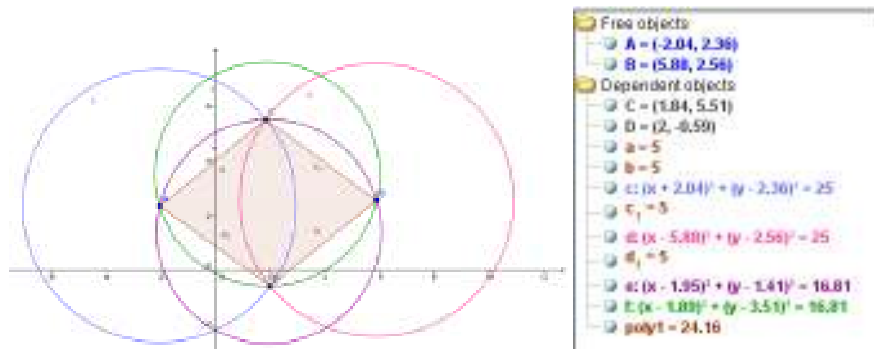 Free objects
A = (-2.04, 2.36)
B = (5.88, 2.56)
Dependent objects
C = (1.84, 5.51)
D = (2, -0.59)
a = 5
b = 5
c: (x + 2.04)² + (y - 2.36)² = 25
c₁ = 5
d: (x - 5.88)² + (y - 2.56)² = 25
d₁ = 5
e: (x - 1.95)² + (y - 1.41)² = 16.81
f: (x - 1.89)² + (y - 3.51)² = 16.81
poly1 = 24.16